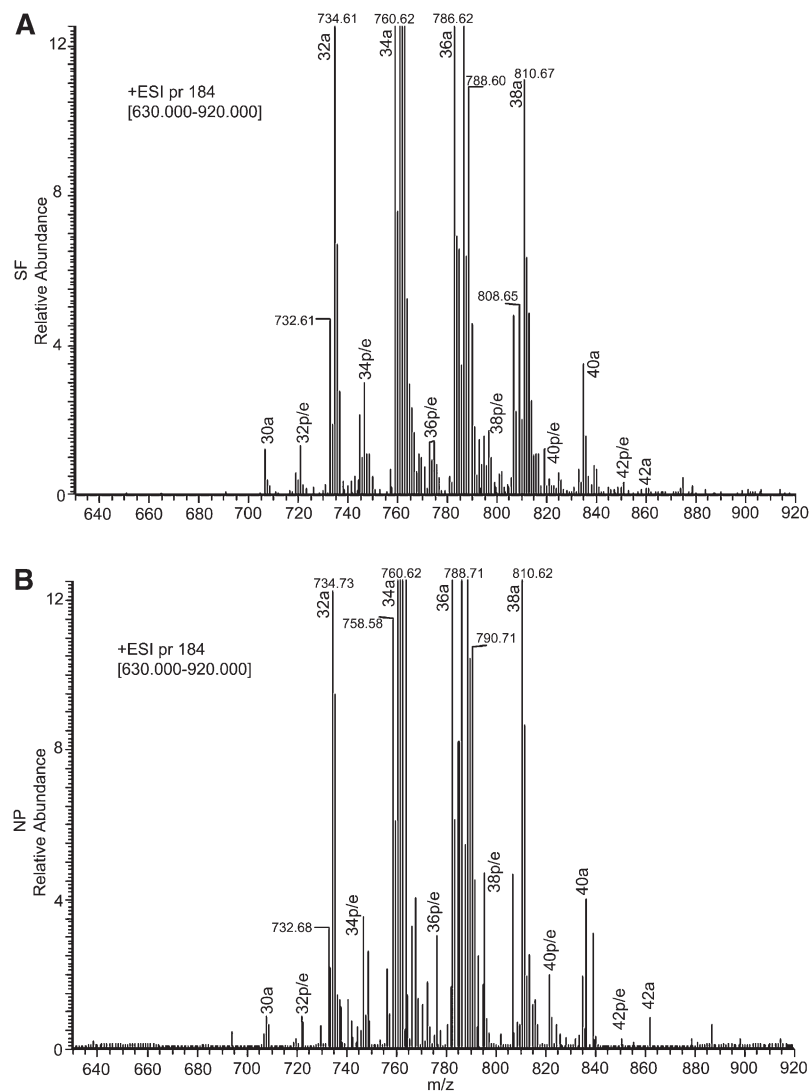 A
734.61 760.62 786.62
32a 34a 36a 38a 810.67
788.60
12
+ESI pr 184
[630.000-920.000]
8
SF
Relative Abundance
808.65
732.61
4
34p/e 40a
30a 32p/e 36p/e 38p/e 40p/e 42p/e 42a
0
640 660 680 700 720 740 760 780 800 820 840 860 880 900 920
B
734.73 760.62 788.71 810.62
32a 34a 36a 38a
12
758.58
790.71
+ESI pr 184
[630.000-920.000]
8
NP
Relative Abundance
4
732.68
34p/e 36p/e 38p/e 40a
30a 32p/e 40p/e 42p/e 42a
0
640 660 680 700 720 740 760 780 800 820 840 860 880 900 920
m/z